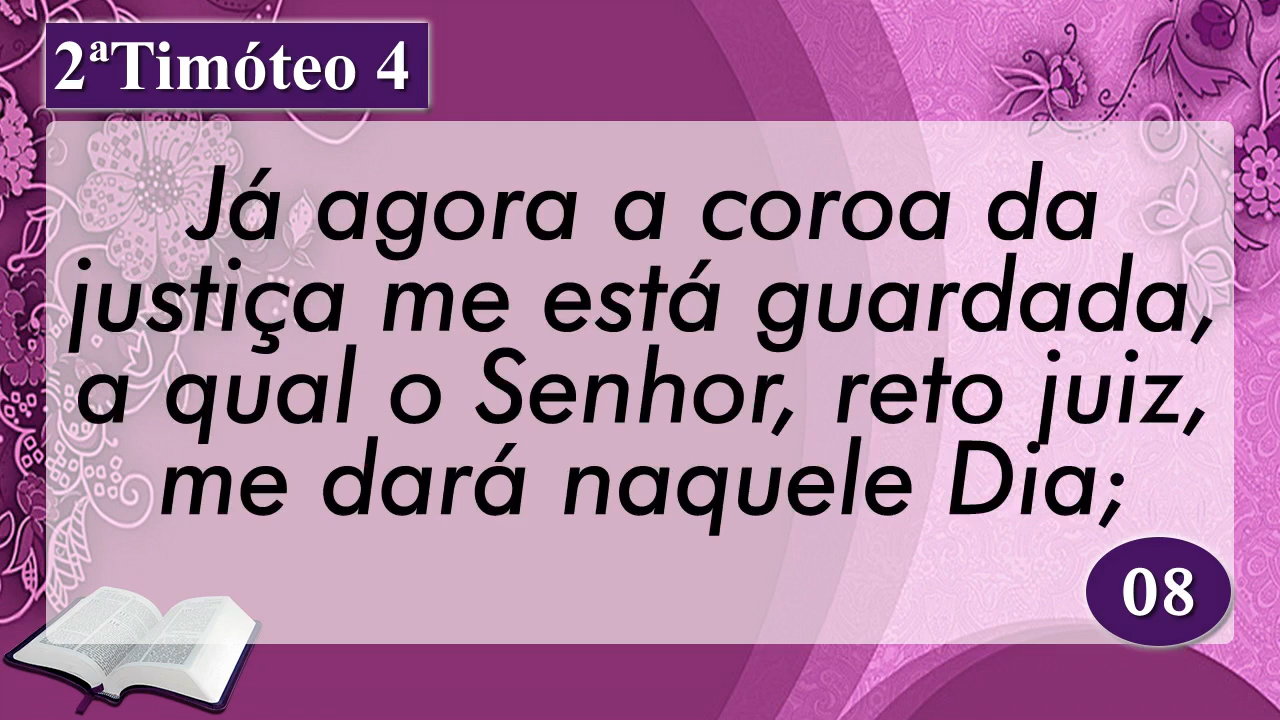 2ªTimóteo 4
Já agora a coroa da
justiça me está guardada,
a qual o Senhor, reto juiz,
me dará naquele Dia;
08